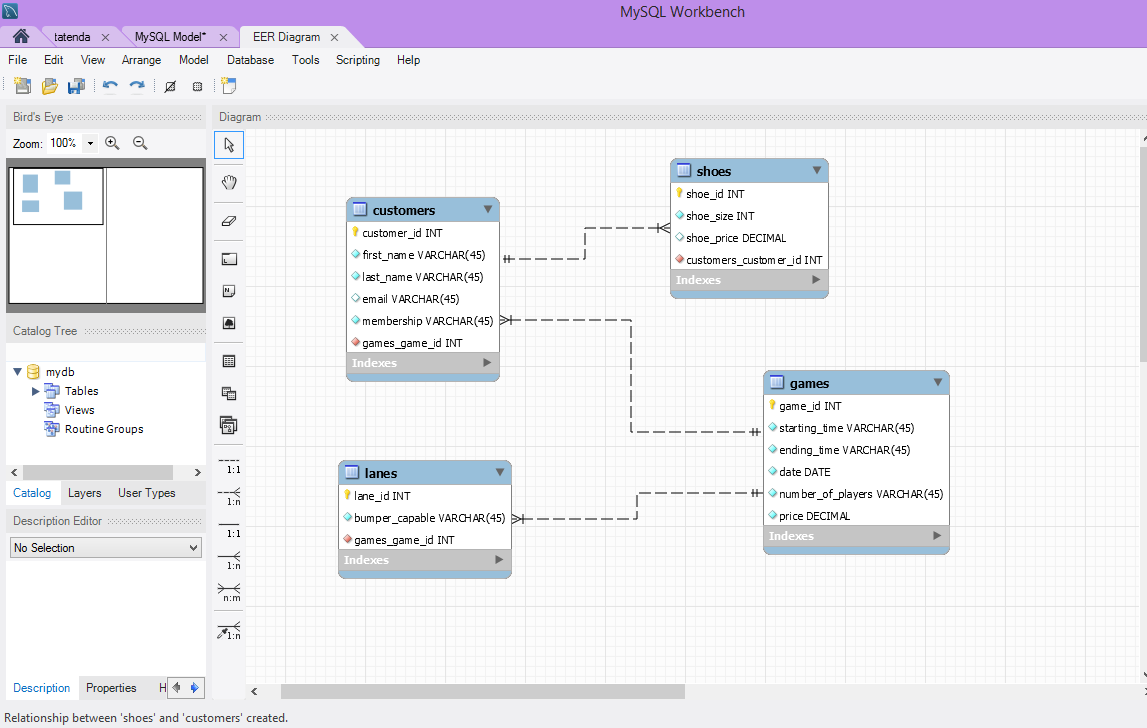 MySQL Workbench
tatenda
MySQL Model*
EER Diagram
File Edit View Arrange Model Database Tools Scripting Help
Bird's Eye
Zoom: 100%
Catalog Tree
mydb
Tables
Views
Routine Groups
Catalog Layers User Types
Description Editor
No Selection
Description Properties H
Diagram
1:1
1:n
1:1
1:n
n:m
1:n
customers
customer_id INT
first_name VARCHAR(45)
last_name VARCHAR(45)
email VARCHAR(45)
membership VARCHAR(45)
games_game_id INT
Indexes
shoes
shoe_id INT
shoe_size INT
shoe_price DECIMAL
customers_customer_id INT
Indexes
lanes
lane_id INT
bumper_capable VARCHAR(45)
games_game_id INT
Indexes
games
game_id INT
starting_time VARCHAR(45)
ending_time VARCHAR(45)
date DATE
number_of_players VARCHAR(45)
price DECIMAL
Indexes
Relationship between 'shoes' and 'customers' created.